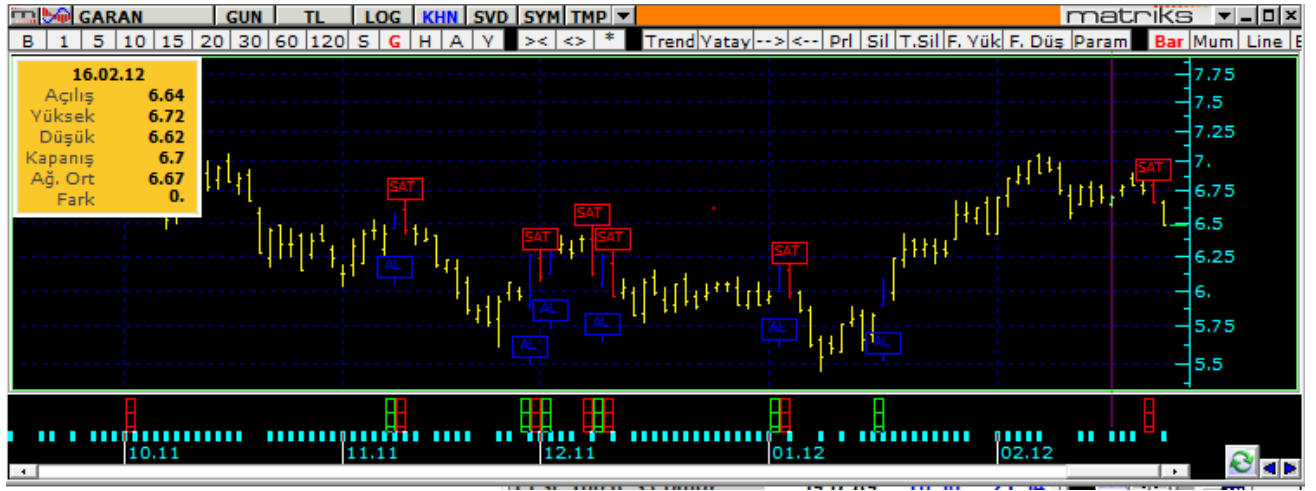 GARAN GUN TL LOG KHN SVD SYM TMP matriks
B 1 5 10 15 20 30 60 120 S G H A Y >< <> * Trend Yatay --> <-- Prl Sil T.Sil F. Yük F. Düş Param Bar Mum Line
16.02.12
Açılış 6.64
Yüksek 6.72
Düşük 6.62
Kapanış 6.7
Ağ. Ort 6.67
Fark 0.
7.75
7.5
7.25
7.
6.75
6.5
6.25
6.
5.75
5.5
SAT
SAT
SAT
SAT
SAT
SAT
AL
AL
AL
AL
AL
AL
10.11 11.11 12.11 01.12 02.12